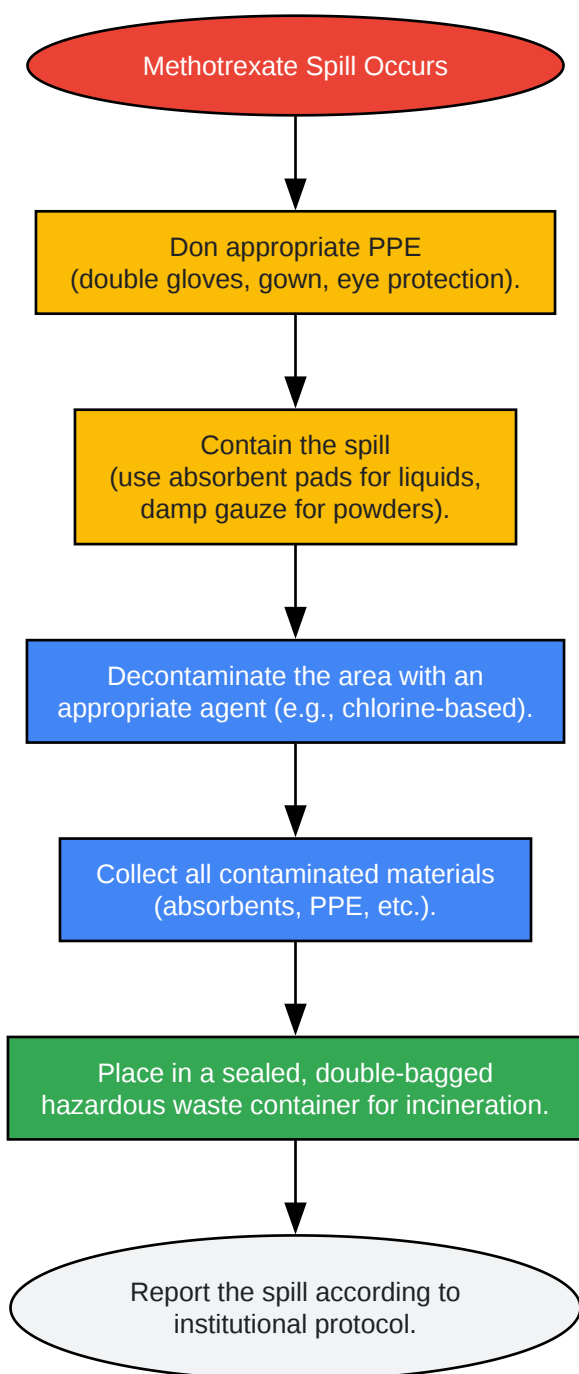 Methotrexate Spill Occurs
Don appropriate PPE
(double gloves, gown, eye protection).
Contain the spill
(use absorbent pads for liquids,
damp gauze for powders).
Decontaminate the area with an
appropriate agent (e.g., chlorine-based).
Collect all contaminated materials
(absorbents, PPE, etc.).
Place in a sealed, double-bagged
hazardous waste container for incineration.
Report the spill according to
institutional protocol.